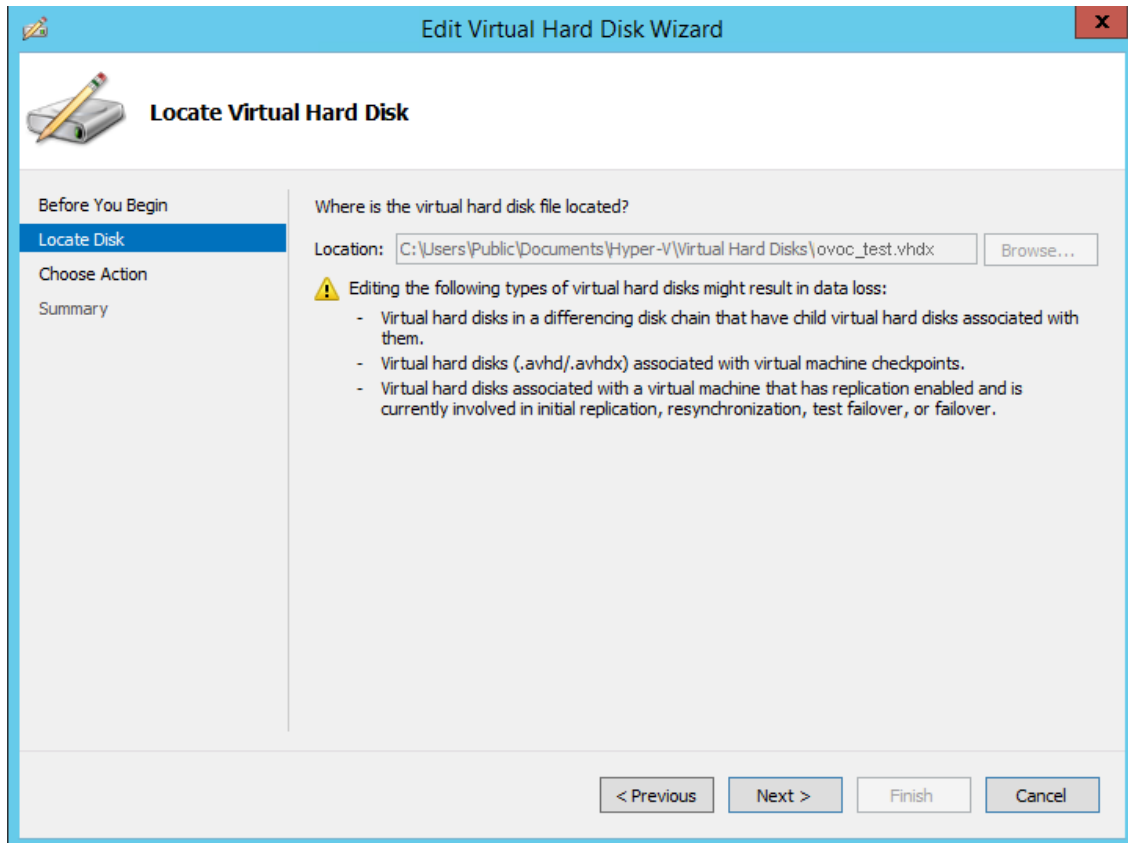 Edit Virtual Hard Disk Wizard
x
Locate Virtual Hard Disk
Before You Begin
Locate Disk
Choose Action
Summary
Where is the virtual hard disk file located?
Location: C:\Users\Public\Documents\Hyper-V\Virtual Hard Disks\ovoc_test.vhdx Browse...
Editing the following types of virtual hard disks might result in data loss:
- Virtual hard disks in a differencing disk chain that have child virtual hard disks associated with
them.
- Virtual hard disks (.avhd/.avhdx) associated with virtual machine checkpoints.
- Virtual hard disks associated with a virtual machine that has replication enabled and is
currently involved in initial replication, resynchronization, test failover, or failover.
< Previous Next > Finish Cancel